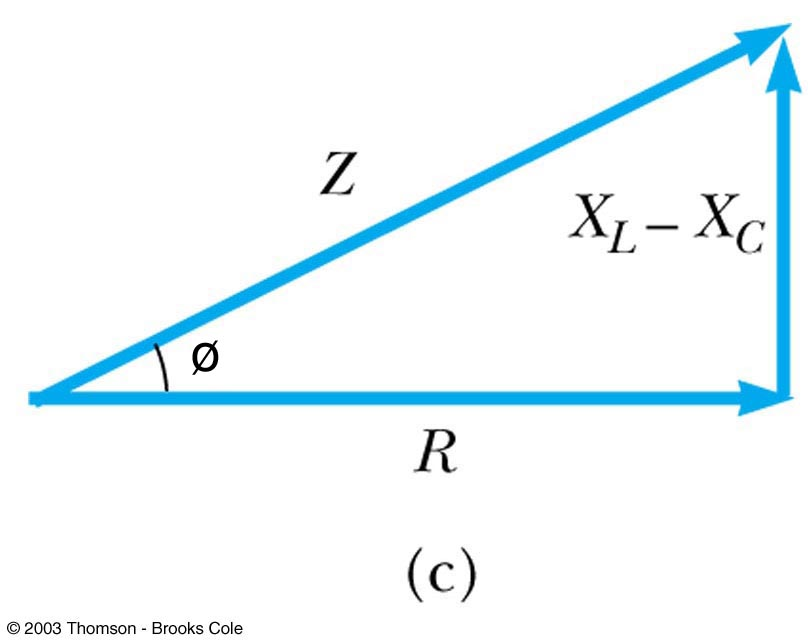 Z
X_L – X_C
ø
R
(c)
© 2003 Thomson - Brooks Cole